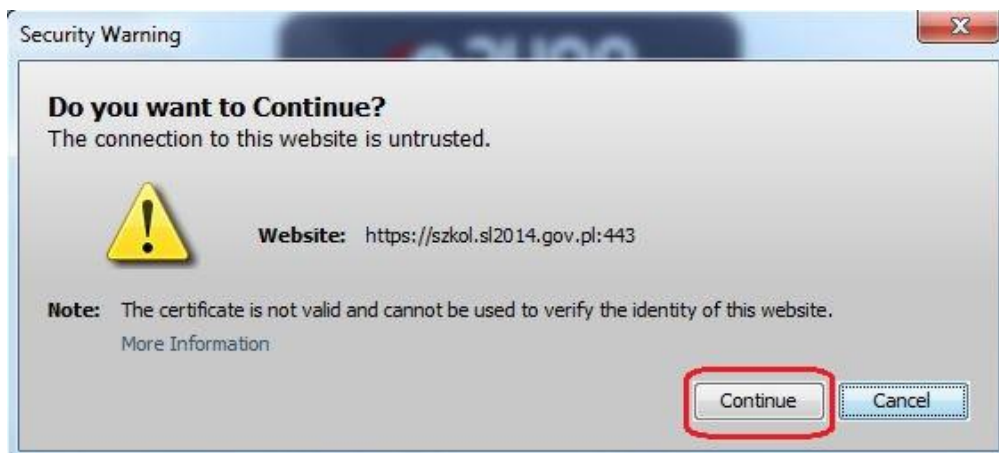 Security Warning
Do you want to Continue?
The connection to this website is untrusted.
Website: https://szkol.sl2014.gov.pl:443
Note: The certificate is not valid and cannot be used to verify the identity of this website.
More Information
Continue Cancel